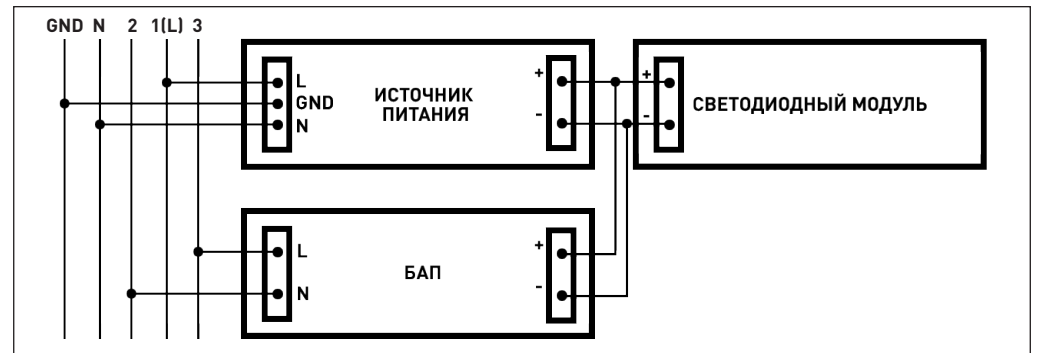 GND N 2 1(L) 3
L
GND
N
ИСТОЧНИК
ПИТАНИЯ
+
-
+
-
СВЕТОДИОДНЫЙ МОДУЛЬ
L
N
БАП
+
-